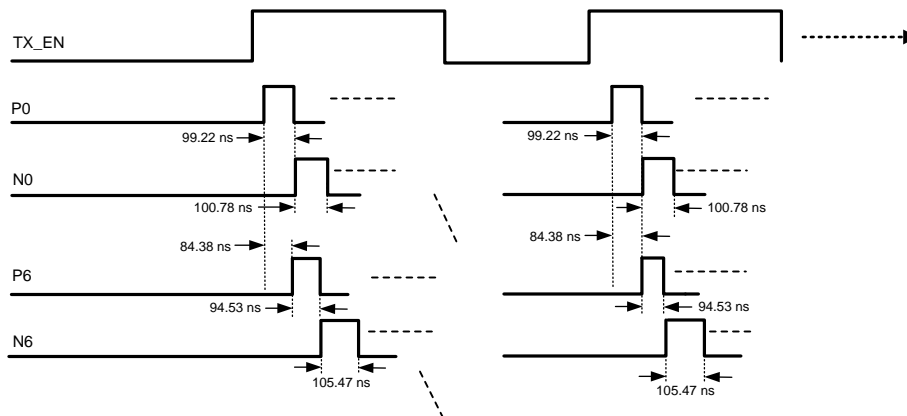 TX_EN
P0
99.22 ns
99.22 ns
N0
100.78 ns
100.78 ns
84.38 ns
84.38 ns
P6
94.53 ns
94.53 ns
N6
105.47 ns
105.47 ns